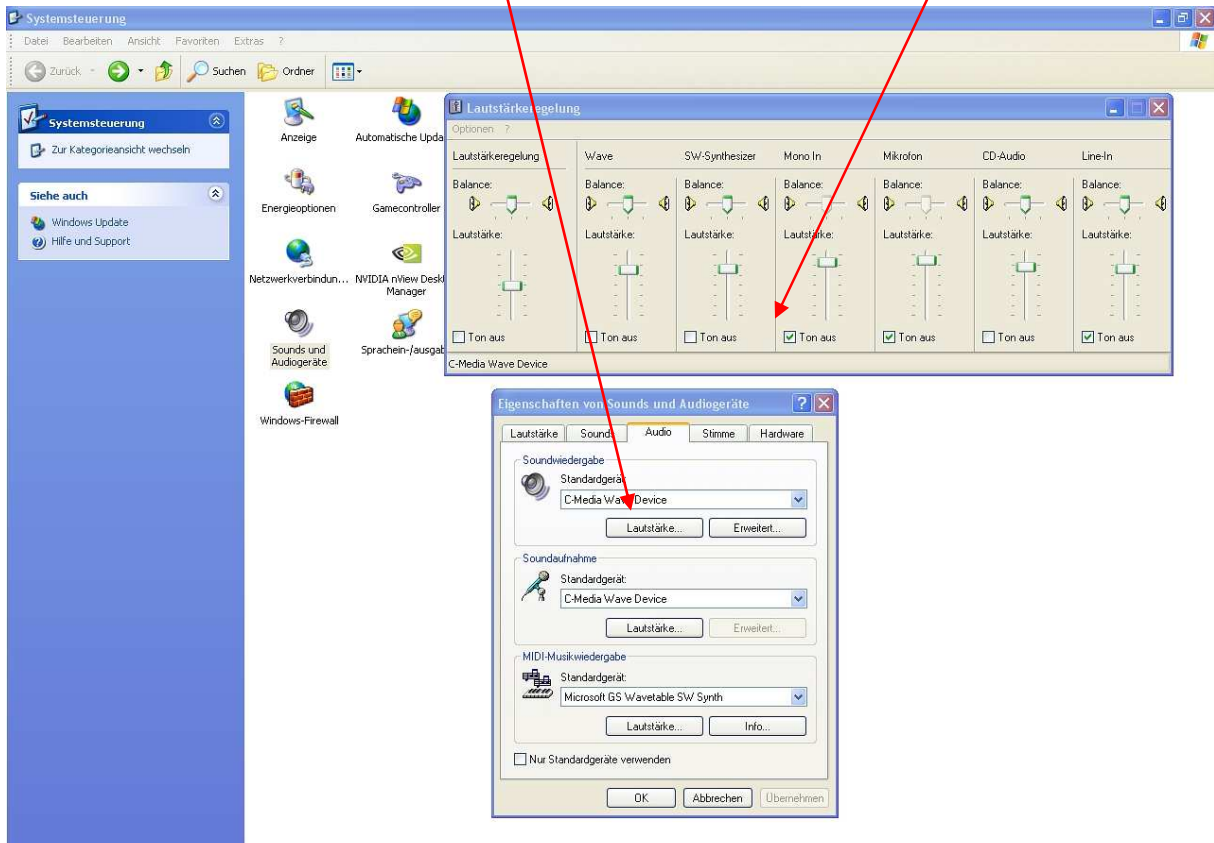 Systemsteuerung
Datei Bearbeiten Ansicht Favoriten Extras ?
Zurück Suchen Ordner
Systemsteuerung
Zur Kategorieansicht wechseln
Siehe auch
Windows Update
Hilfe und Support
Anzeige Automatische Upda
Energieoptionen Gamecontroller
Netzwerkverbindun... NVIDIA nView Desk
Manager
Sounds und Sprachein-/ausgab
Audiogeräte
Windows-Firewall
Lautstärkeregelung
Optionen ?
Lautstärkeregelung Wave SW-Synthesizer Mono In Mikrofon CD-Audio Line-In
Balance: Balance: Balance: Balance: Balance: Balance: Balance:
Lautstärke: Lautstärke: Lautstärke: Lautstärke: Lautstärke: Lautstärke: Lautstärke:
Ton aus Ton aus Ton aus Ton aus Ton aus Ton aus Ton aus
C-Media Wave Device
Eigenschaften von Sounds und Audiogeräte
Lautstärke Sounds Audio Stimme Hardware
Soundwiedergabe
Standardgerät:
C-Media Wave Device
Lautstärke... Erweitert...
Soundaufnahme
Standardgerät:
C-Media Wave Device
Lautstärke... Erweitert...
MIDI-Musikwiedergabe
Standardgerät:
Microsoft GS Wavetable SW Synth
Lautstärke... Info...
Nur Standardgeräte verwenden
OK Abbrechen Übernehmen